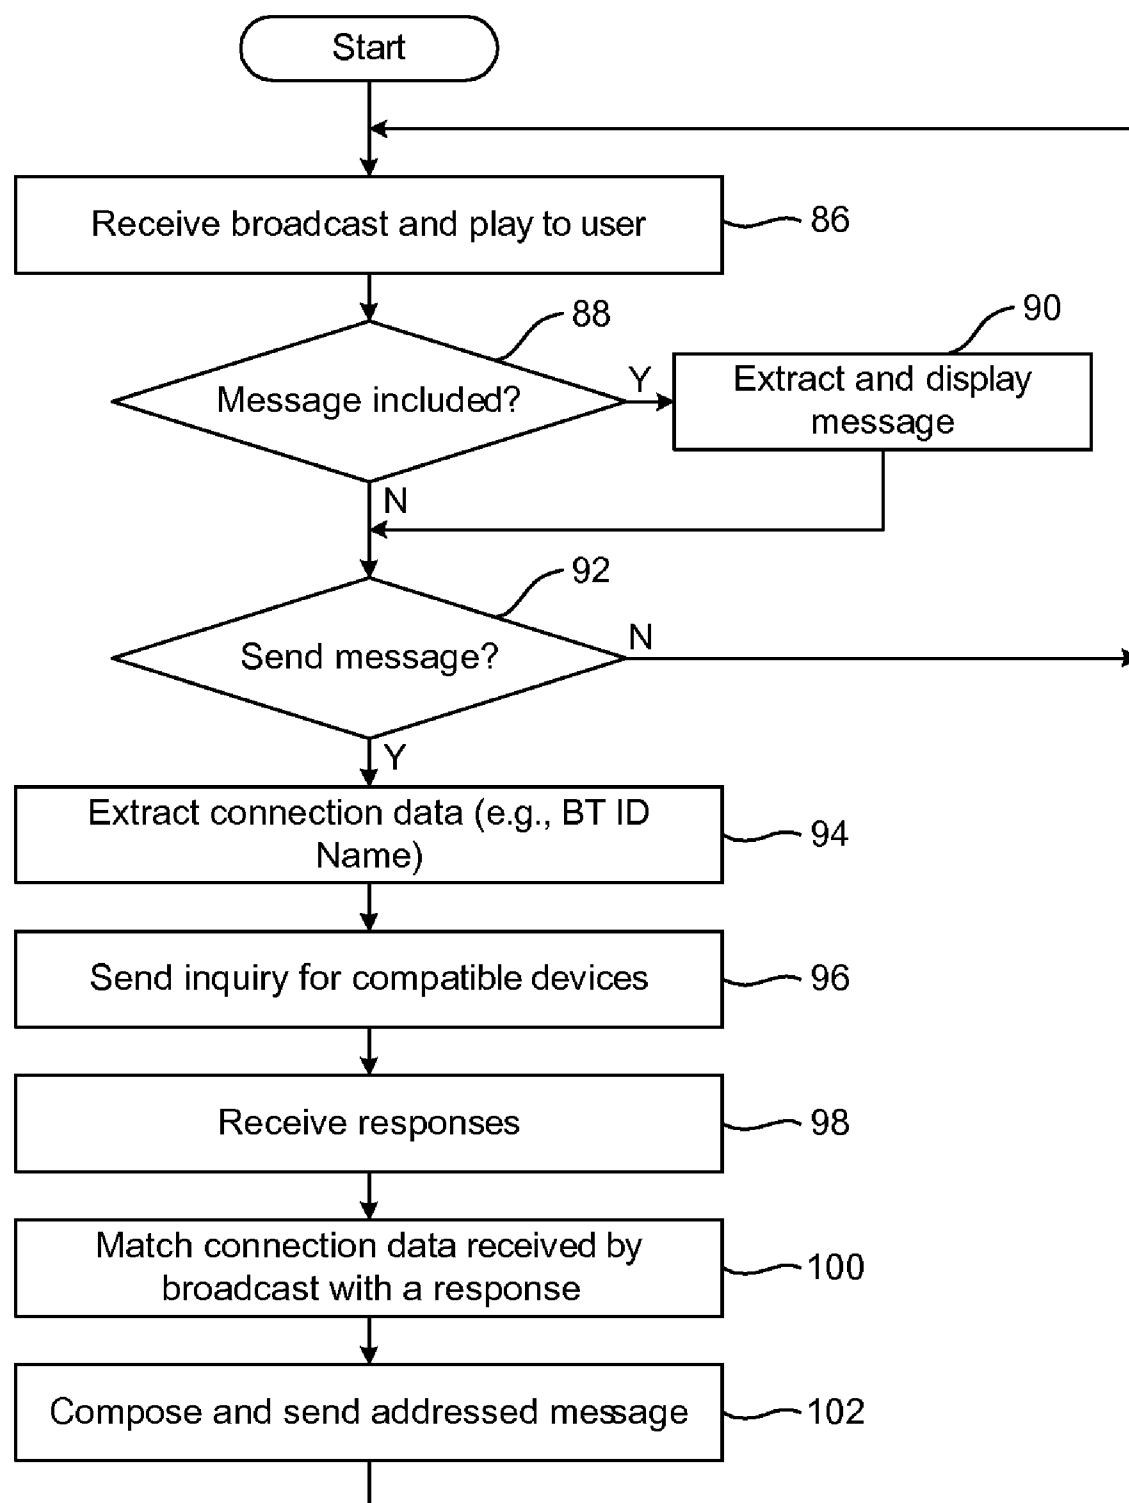 Start
Receive broadcast and play to user
86
88
90
Message included?
Y
Extract and display
message
N
92
Send message?
N
Y
Extract connection data (e.g., BT ID
Name)
94
Send inquiry for compatible devices
96
Receive responses
98
Match connection data received by
broadcast with a response
100
Compose and send addressed message
102